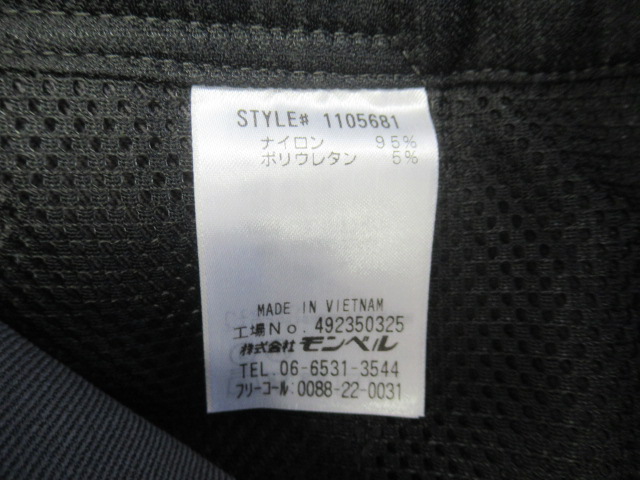 STYLE# 1105681
ナイロン 95%
ポリウレタン 5%
MADE IN VIETNAM
工場No. 492350325
株式会社 モンベル
TEL. 06-6531-3544
フリーコール: 0088-22-0031